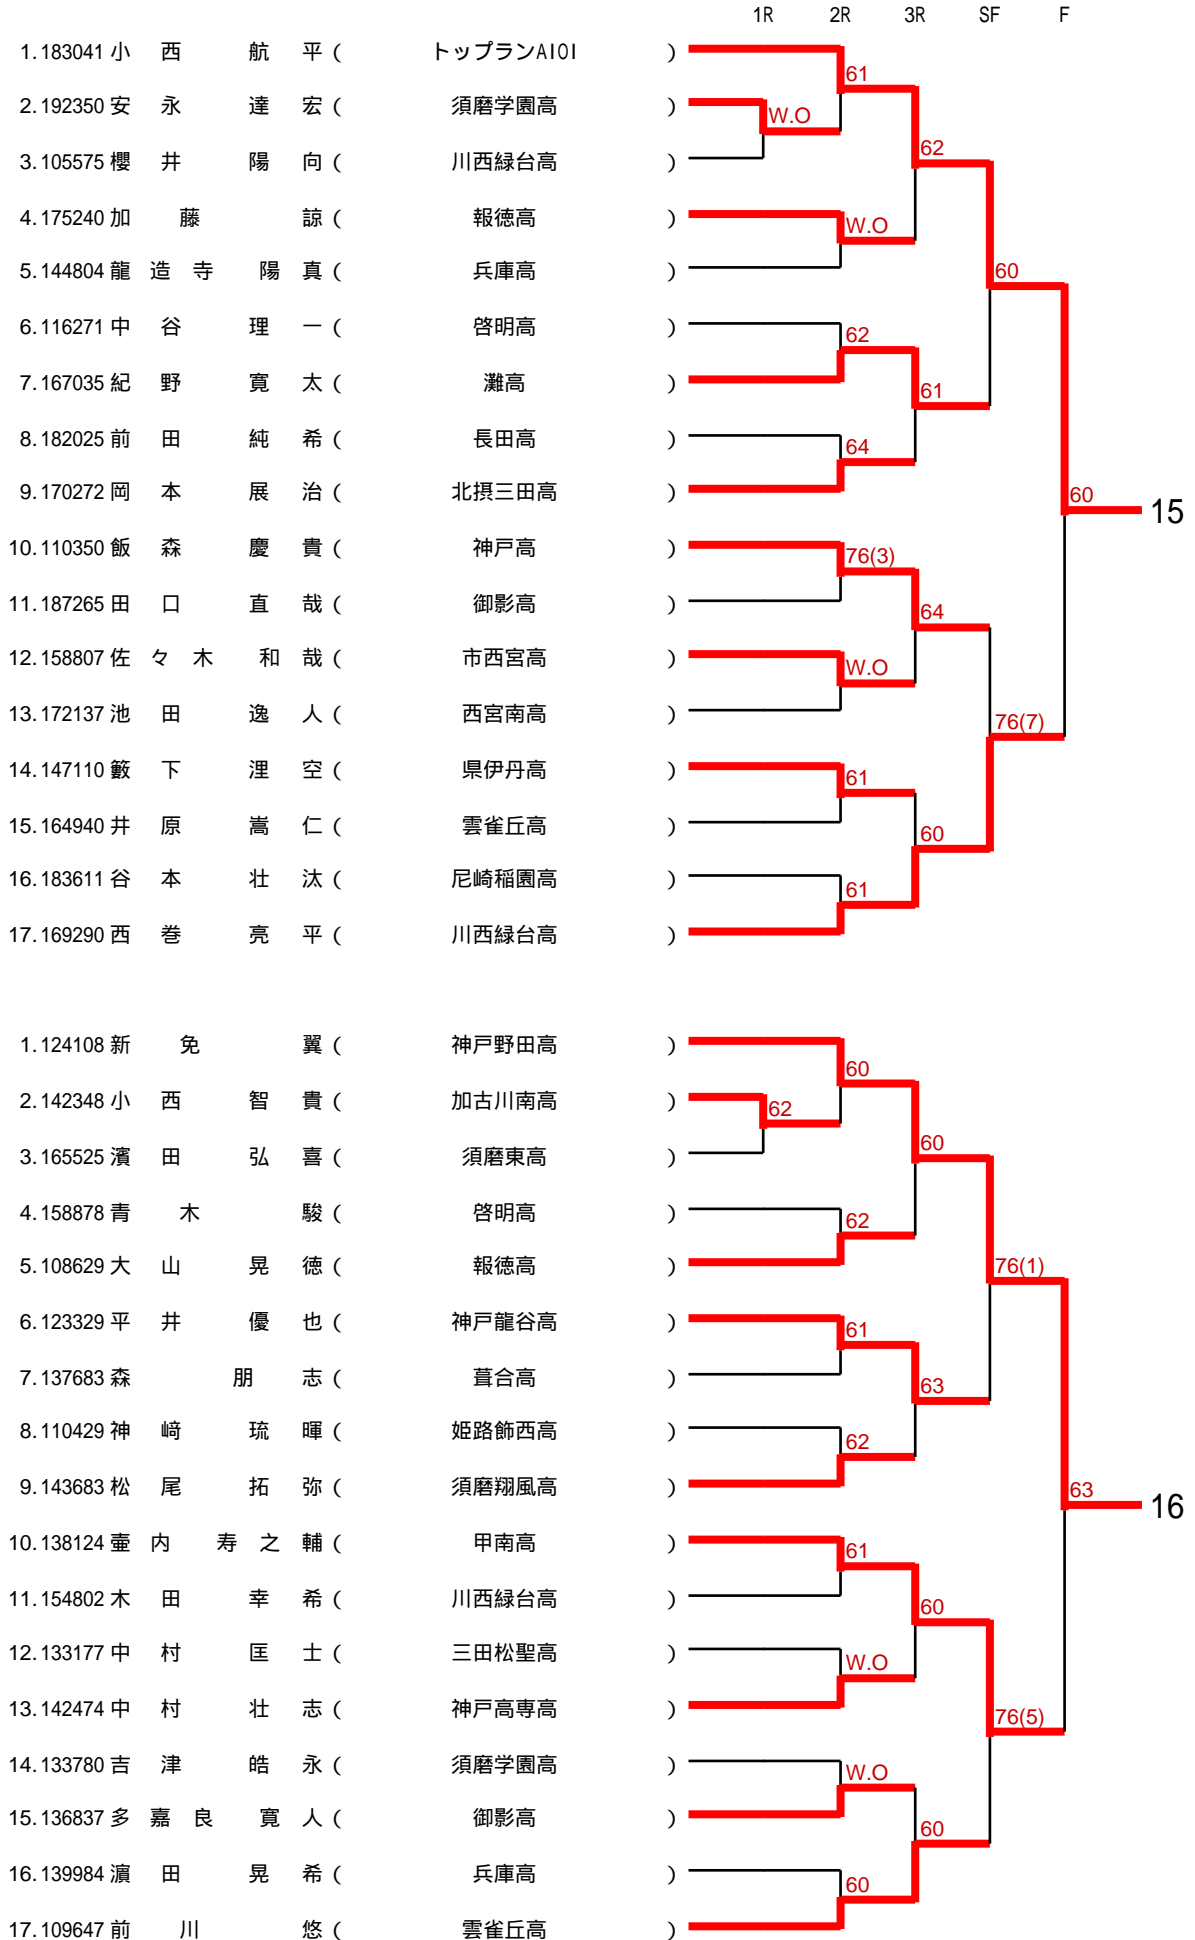 1R 2R 3R SF F
1.183041 小 西 航 平 ( トップランAIOI )
61
2.192350 安 永 達 宏 ( 須磨学園高 )
W.O
3.105575 櫻 井 陽 向 ( 川西緑台高 )
62
4.175240 加 藤 諒 ( 報徳高 )
W.O
5.144804 龍 造 寺 陽 真 ( 兵庫高 )
60
6.116271 中 谷 理 一 ( 啓明高 )
62
7.167035 紀 野 寛 太 ( 灘高 )
61
8.182025 前 田 純 希 ( 長田高 )
64
9.170272 岡 本 展 治 ( 北摂三田高 )
60
15
10.110350 飯 森 慶 貴 ( 神戸高 )
76(3)
11.187265 田 口 直 哉 ( 御影高 )
64
12.158807 佐 々 木 和 哉 ( 市西宮高 )
W.O
13.172137 池 田 逸 人 ( 西宮南高 )
76(7)
14.147110 籔 下 浬 空 ( 県伊丹高 )
61
15.164940 井 原 嵩 仁 ( 雲雀丘高 )
60
16.183611 谷 本 壮 汰 ( 尼崎稲園高 )
61
17.169290 西 巻 亮 平 ( 川西緑台高 )
1.124108 新 免 翼 ( 神戸野田高 )
60
2.142348 小 西 智 貴 ( 加古川南高 )
62
3.165525 濱 田 弘 喜 ( 須磨東高 )
60
4.158878 青 木 駿 ( 啓明高 )
62
5.108629 大 山 晃 徳 ( 報徳高 )
76(1)
6.123329 平 井 優 也 ( 神戸龍谷高 )
61
7.137683 森 朋 志 ( 葺合高 )
63
8.110429 神 﨑 琉 暉 ( 姫路飾西高 )
62
9.143683 松 尾 拓 弥 ( 須磨翔風高 )
63
16
10.138124 壷 内 寿 之 輔 ( 甲南高 )
61
11.154802 木 田 幸 希 ( 川西緑台高 )
60
12.133177 中 村 匡 士 ( 三田松聖高 )
W.O
13.142474 中 村 壮 志 ( 神戸高専高 )
76(5)
14.133780 吉 津 皓 永 ( 須磨学園高 )
W.O
15.136837 多 嘉 良 寛 人 ( 御影高 )
60
16.139984 濵 田 晃 希 ( 兵庫高 )
60
17.109647 前 川 悠 ( 雲雀丘高 )